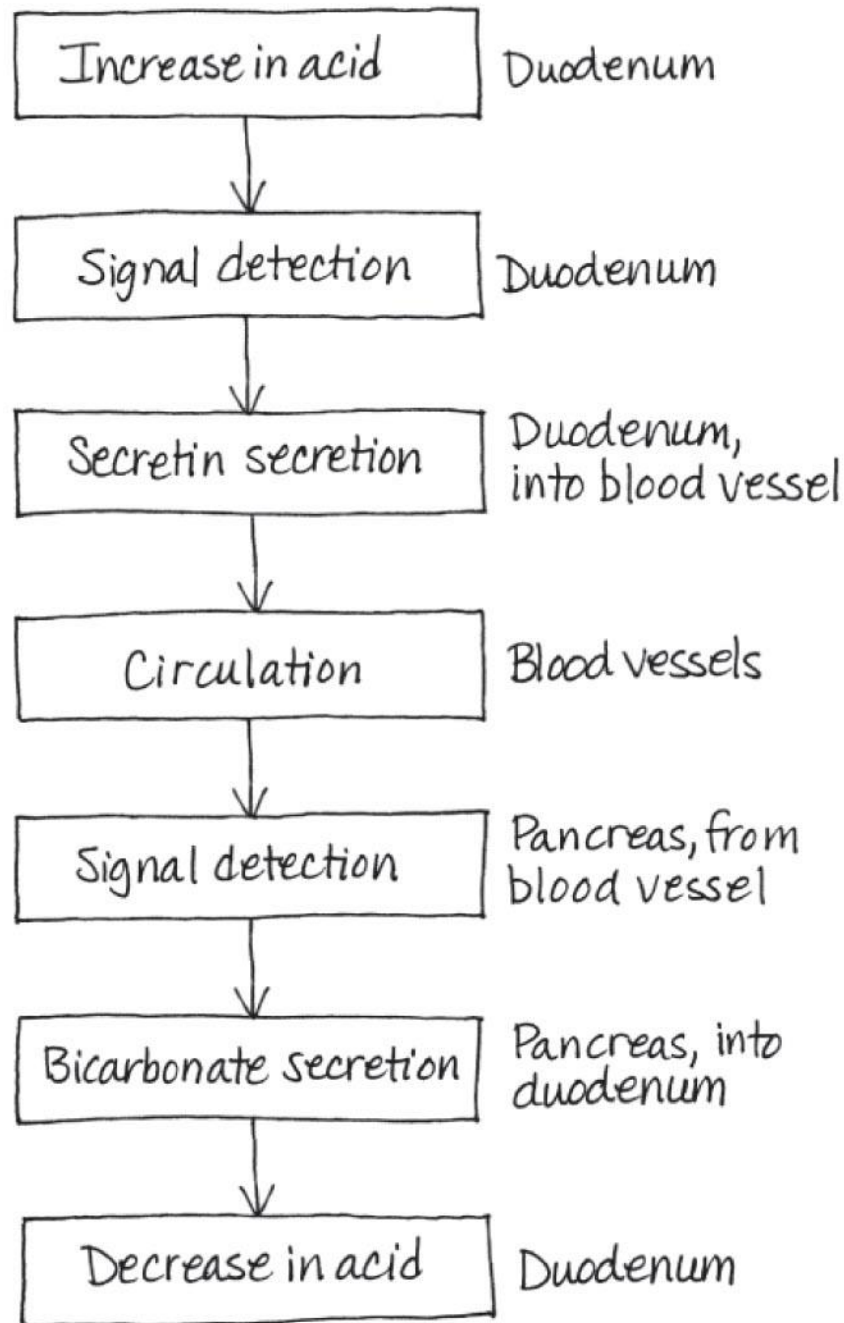 Increase in acid
Duodenum
Signal detection
Duodenum
Secretin secretion
Duodenum,
into blood vessel
Circulation
Blood vessels
Signal detection
Pancreas, from
blood vessel
Bicarbonate secretion
Pancreas, into
duodenum
Decrease in acid
Duodenum